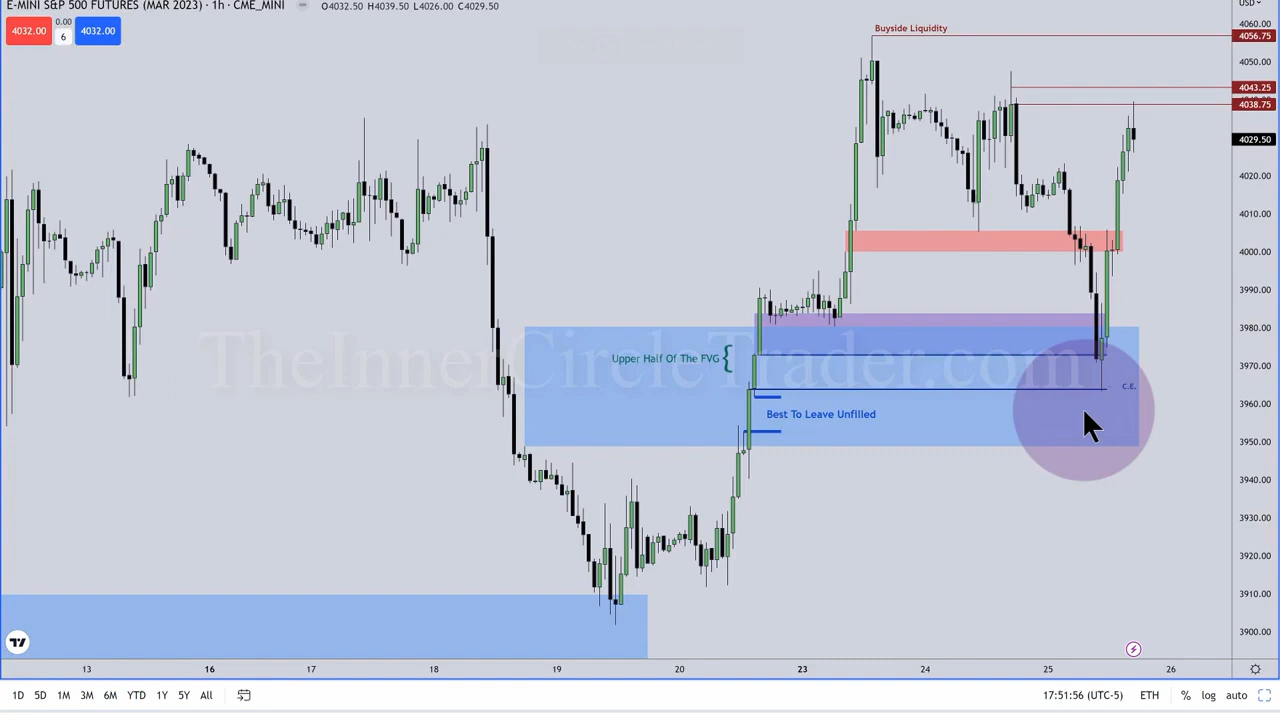 E-MINI S&P 500 FUTURES (MAR 2023) · 1h · CME_MINI O4032.50 H4039.50 L4026.00 C4029.50
USD
4032.00 0.00 6 4032.00
4060.00
Buyside Liquidity
4056.75
4050.00
4043.25
4038.75
4029.50
4020.00
4010.00
4000.00
3990.00
3980.00
TheInnerCircleTrader.com
Upper Half Of The FVG {
3970.00
C.E.
3960.00
Best To Leave Unfilled
3950.00
3940.00
3930.00
3920.00
3910.00
3900.00
13 16 17 18 19 20 23 24 25 26
1D 5D 1M 3M 6M YTD 1Y 5Y All 17:51:56 (UTC-5) ETH % log auto